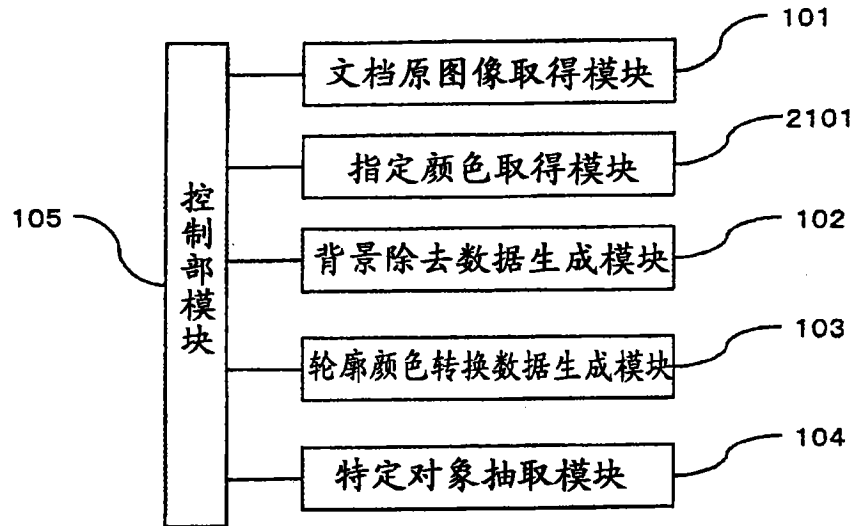 101
文档原图像取得模块
2101
指定颜色取得模块
105
控制部模块
102
背景除去数据生成模块
103
轮廓颜色转换数据生成模块
104
特定对象抽取模块